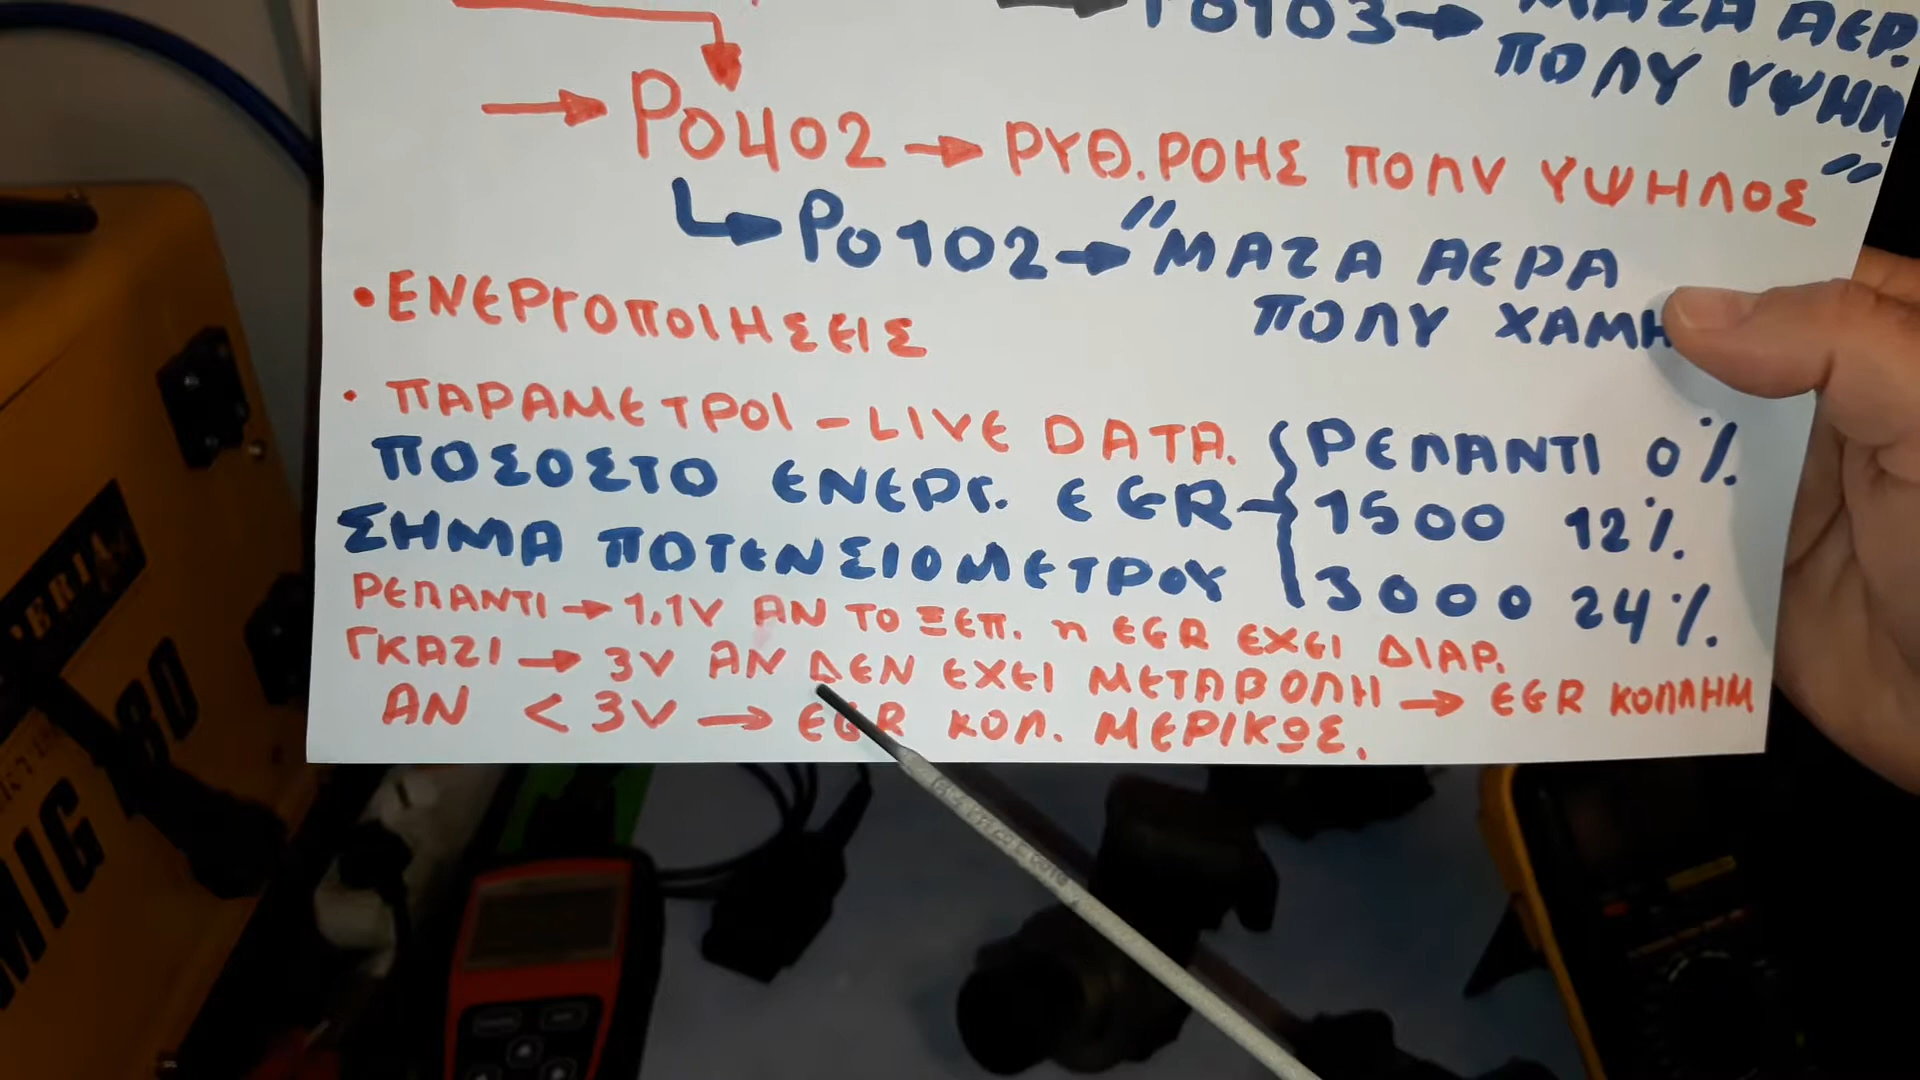 P0103 → ΜΑΖΑ ΑΕΡ.
ΠΟΛΥ ΥΨΗΛ"
→ P0402 → ΡΥΘ. ΡΟΗΣ ΠΟΛΥ ΥΨΗΛΟΣ
P0102 → "ΜΑΖΑ ΑΕΡΑ
ΠΟΛΥ ΧΑΜΗ
• ΕΝΕΡΓΟΠΟΙΗΣΕΙΣ
• ΠΑΡΑΜΕΤΡΟΙ - LIVE DATA.
ΠΟΣΟΣΤΟ ΕΝΕΡΓ. EGR
ΡΕΛΑΝΤΙ 0%
1500 12%
3000 24%
ΣΗΜΑ ΠΟΤΕΝΣΙΟΜΕΤΡΟΥ
ΡΕΛΑΝΤΙ → 1,1V ΑΝ ΤΟ ΞΕΠ. η EGR ΕΧΕΙ ΔΙΑΡ.
ΓΚΑΖΙ → 3V ΑΝ ΔΕΝ ΕΧΕΙ ΜΕΤΑΒΟΛΗ → EGR ΚΟΛΛΗΜ
ΑΝ < 3V → EGR ΚΟΛ. ΜΕΡΙΚΩΣ.
MIG 180